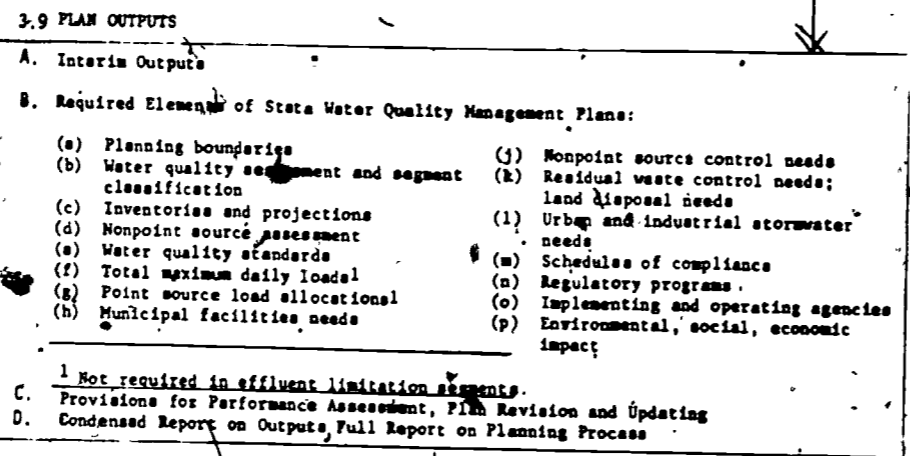 3.9 PLAN OUTPUTS
A. Interim Outputs
B. Required Elements of State Water Quality Management Plans:
(a) Planning boundaries
(b) Water quality assessment and segment
classification
(c) Inventories and projections
(d) Nonpoint source assessment
(e) Water quality standards
(f) Total maximum daily loads1
(g) Point source load allocations1
(h) Municipal facilities needs
(j) Nonpoint source control needs
(k) Residual waste control needs;
land disposal needs
(l) Urban and industrial stormwater
needs
(m) Schedules of compliance
(n) Regulatory programs
(o) Implementing and operating agencies
(p) Environmental, social, economic
impact
1 Not required in effluent limitation segments.
C. Provisions for Performance Assessment, Plan Revision and Updating
D. Condensed Report on Outputs, Full Report on Planning Process